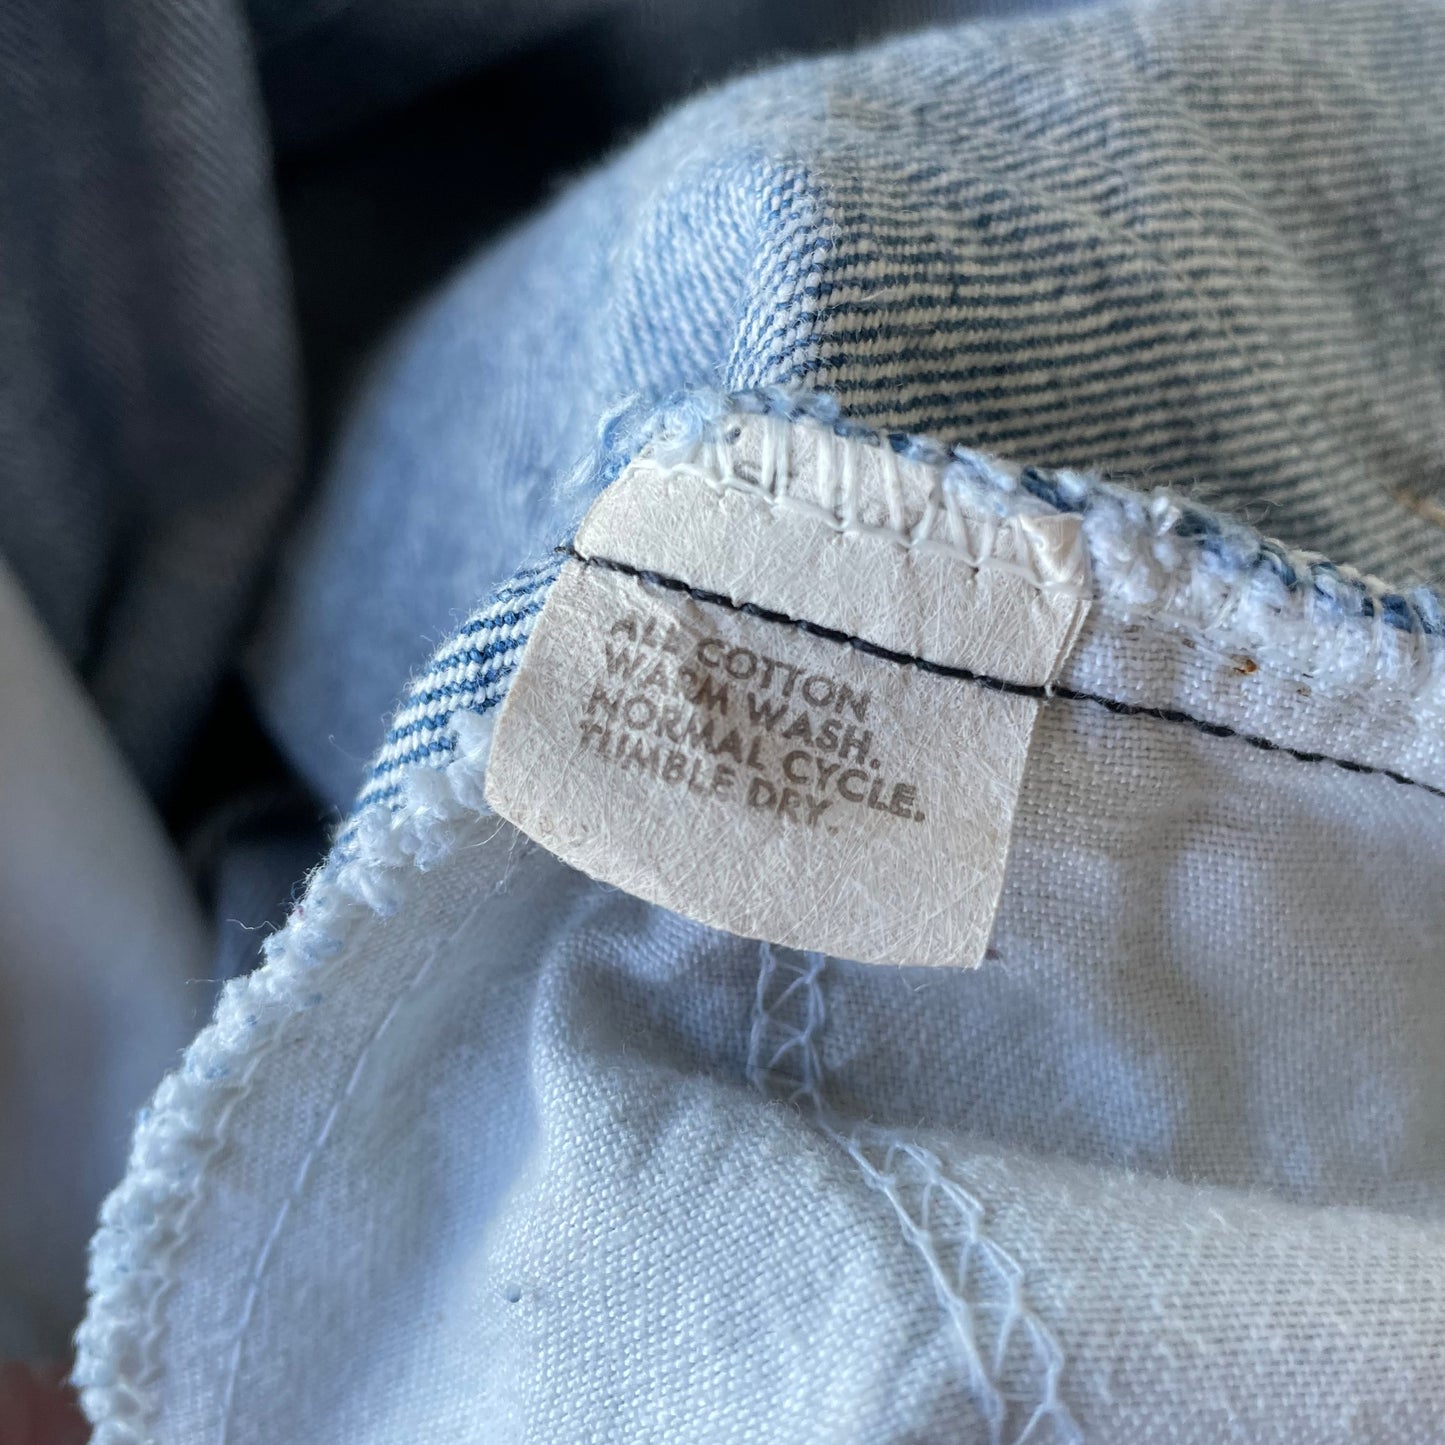 ALL COTTON
WARM WASH.
NORMAL CYCLE.
TUMBLE DRY.